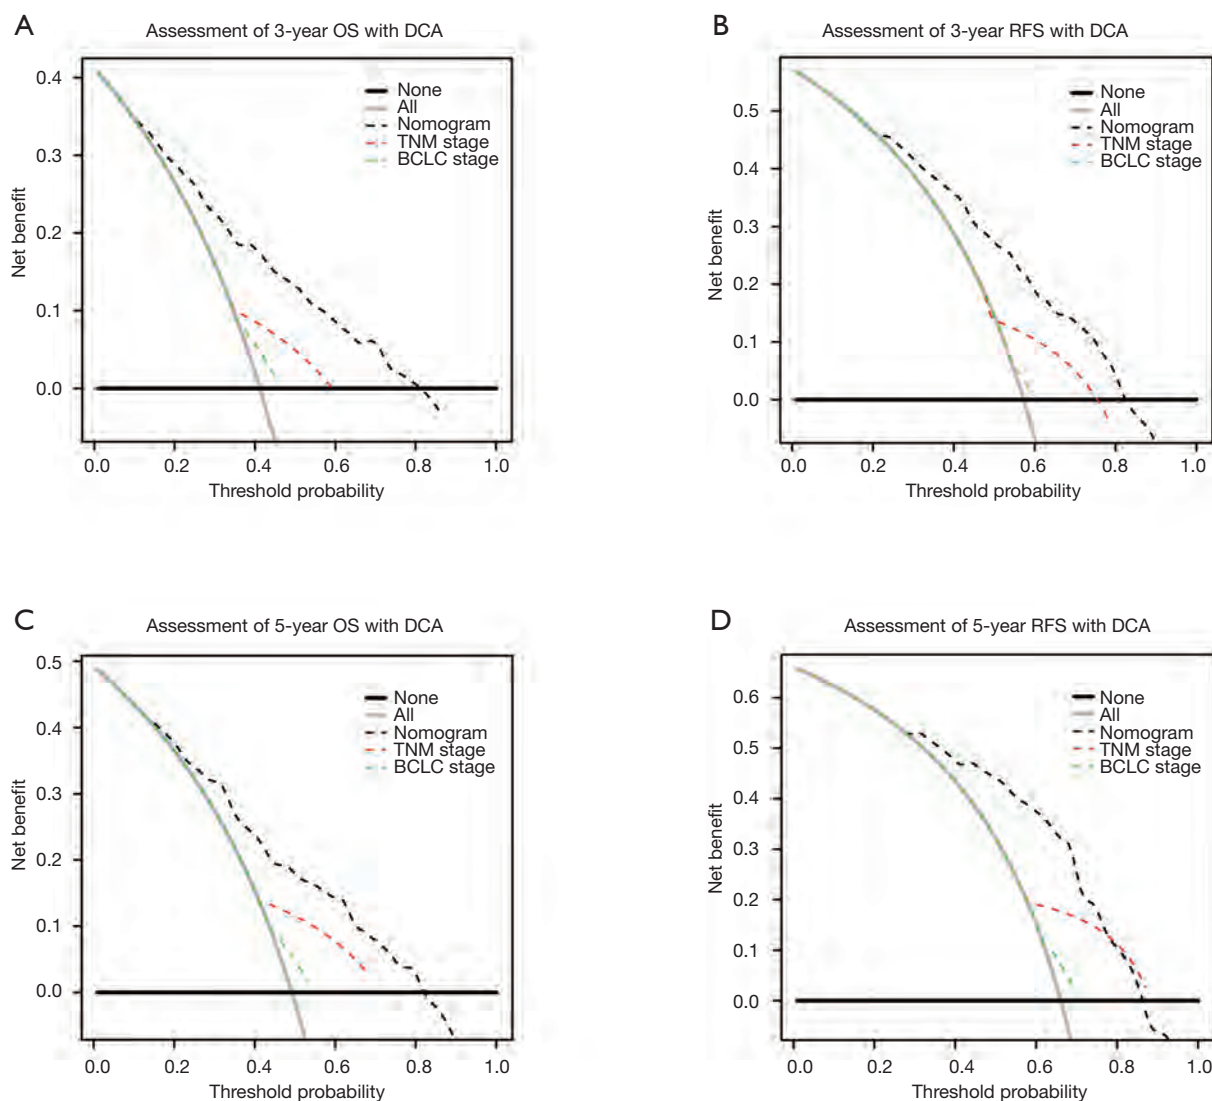 A
Assessment of 3-year OS with DCA
None
All
Nomogram
TNM stage
BCLC stage
Net benefit
0.4
0.3
0.2
0.1
0.0
0.0 0.2 0.4 0.6 0.8 1.0
Threshold probability
B
Assessment of 3-year RFS with DCA
None
All
Nomogram
TNM stage
BCLC stage
Net benefit
0.5
0.4
0.3
0.2
0.1
0.0
0.0 0.2 0.4 0.6 0.8 1.0
Threshold probability
C
Assessment of 5-year OS with DCA
None
All
Nomogram
TNM stage
BCLC stage
Net benefit
0.5
0.4
0.3
0.2
0.1
0.0
0.0 0.2 0.4 0.6 0.8 1.0
Threshold probability
D
Assessment of 5-year RFS with DCA
None
All
Nomogram
TNM stage
BCLC stage
Net benefit
0.6
0.5
0.4
0.3
0.2
0.1
0.0
0.0 0.2 0.4 0.6 0.8 1.0
Threshold probability